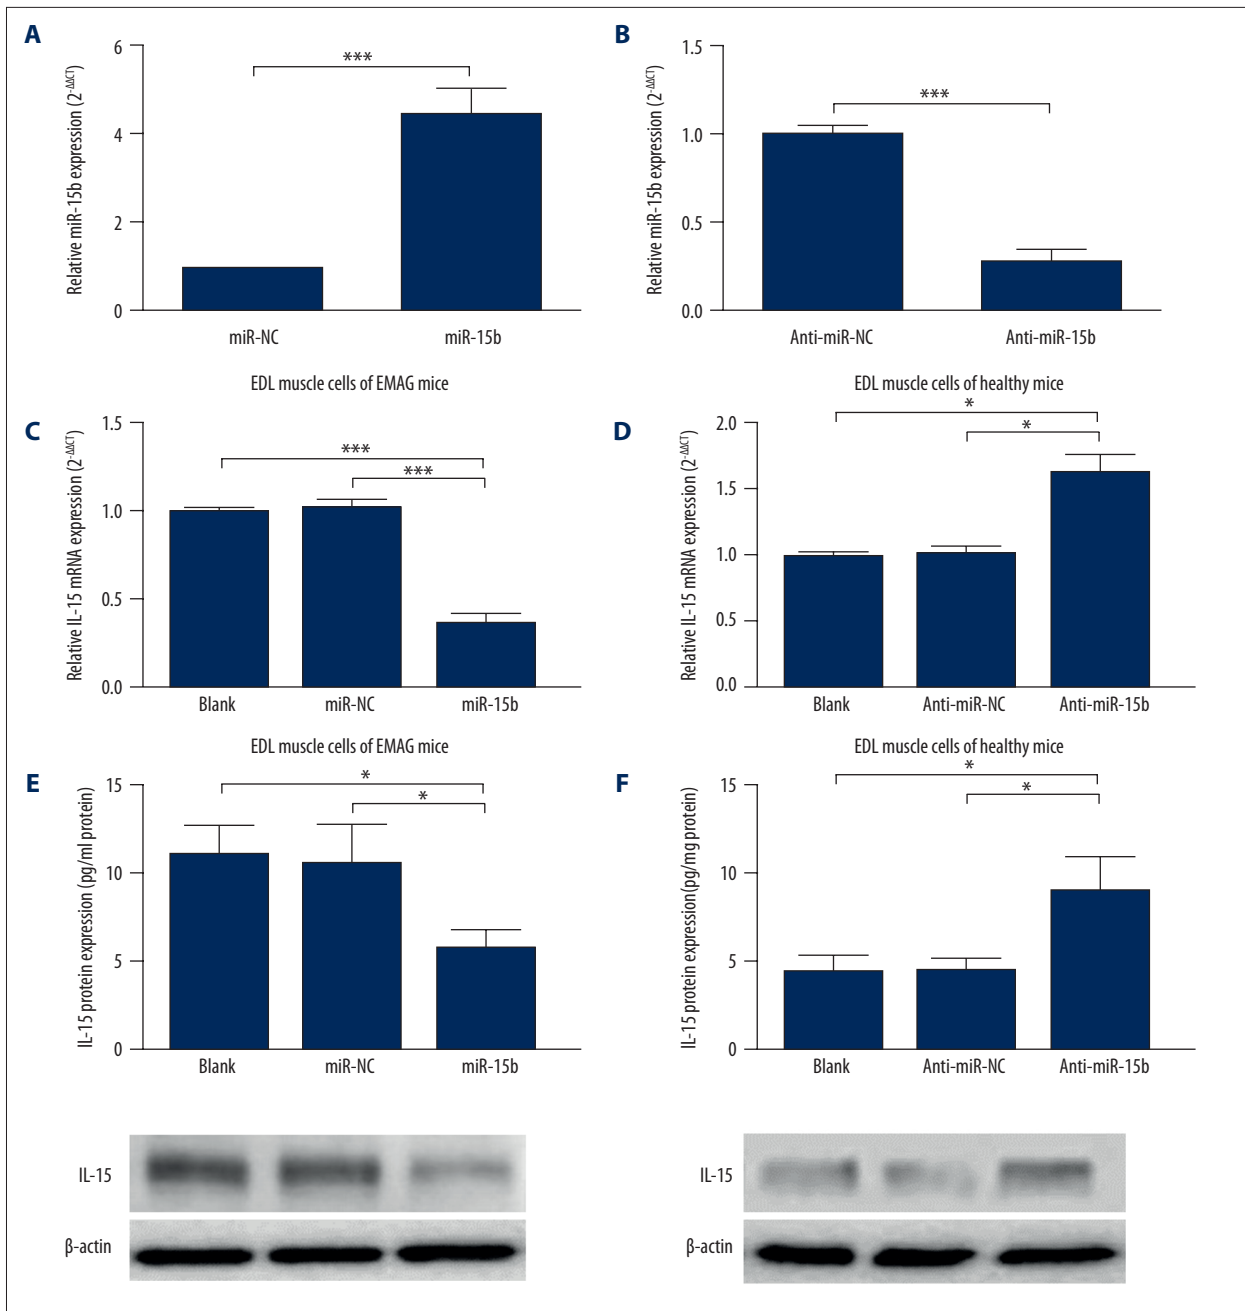 A
6
4
2
0
Relative miR-15b expression (2-ΔΔCT)
***
miR-NC
miR-15b
B
1.5
1.0
0.5
0.0
Relative miR-15b expression (2-ΔΔCT)
***
Anti-miR-NC
Anti-miR-15b
C
EDL muscle cells of EMAG mice
1.5
1.0
0.5
0.0
Relative IL-15 mRNA expression (2-ΔΔCT)
***
***
Blank
miR-NC
miR-15b
D
EDL muscle cells of healthy mice
2.0
1.5
1.0
0.5
0.0
Relative IL-15 mRNA expression (2-ΔΔCT)
*
*
Blank
Anti-miR-NC
Anti-miR-15b
E
EDL muscle cells of EMAG mice
15
10
5
0
IL-15 protein expression (pg/ml protein)
*
*
Blank
miR-NC
miR-15b
IL-15
β-actin
F
EDL muscle cells of healthy mice
15
10
5
0
IL-15 protein expression(pg/mg protein)
*
*
Blank
Anti-miR-NC
Anti-miR-15b
IL-15
β-actin